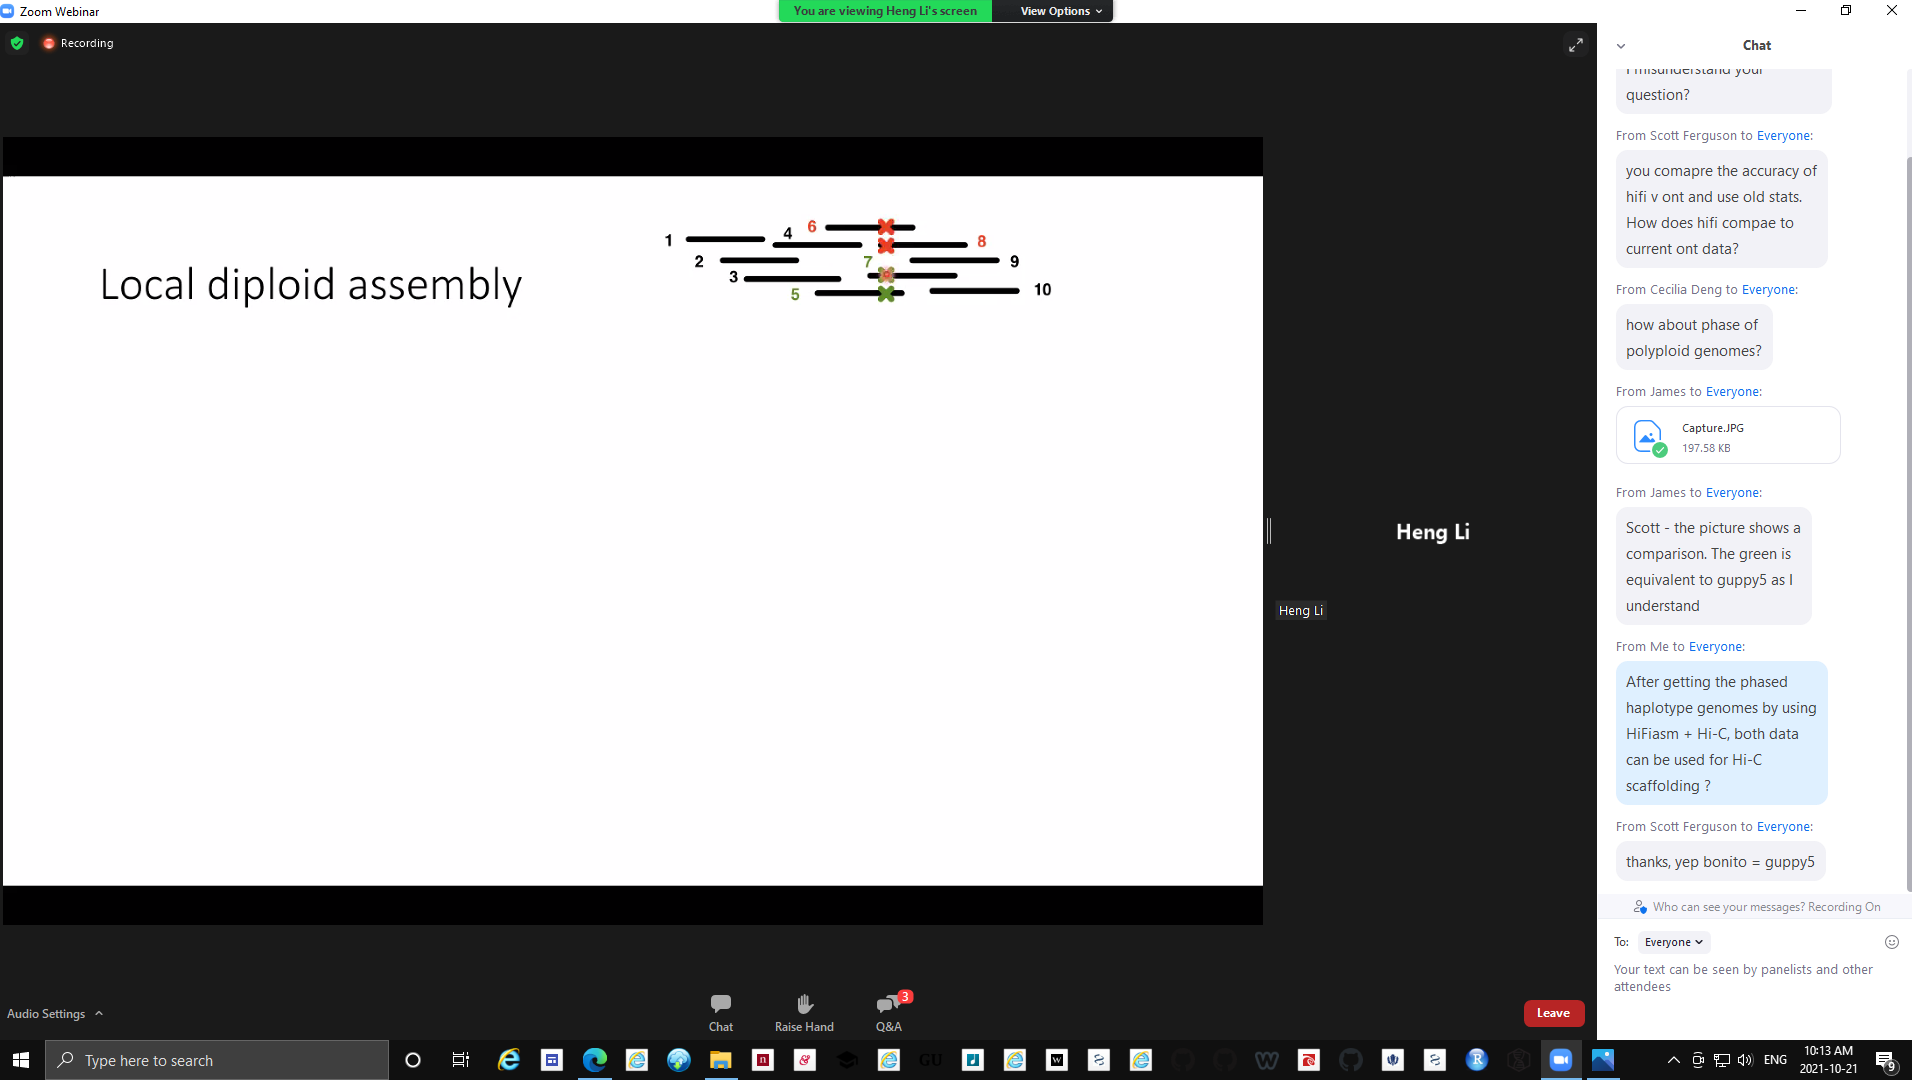 Zoom Webinar
You are viewing Heng Li's screen
View Options
Recording
Local diploid assembly
1
2
3
4
5
6
7
8
9
10
Heng Li
Heng Li
Chat
I misunderstand your
question?
From Scott Ferguson to Everyone:
you comapre the accuracy of
hifi v ont and use old stats.
How does hifi compae to
current ont data?
From Cecilia Deng to Everyone:
how about phase of
polyploid genomes?
From James to Everyone:
Capture.JPG
197.58 KB
From James to Everyone:
Scott - the picture shows a
comparison. The green is
equivalent to guppy5 as I
understand
From Me to Everyone:
After getting the phased
haplotype genomes by using
HiFiasm + Hi-C, both data
can be used for Hi-C
scaffolding ?
From Scott Ferguson to Everyone:
thanks, yep bonito = guppy5
Who can see your messages? Recording On
To: Everyone
Your text can be seen by panelists and other
attendees
Audio Settings
Chat
Raise Hand
3
Q&A
Leave
Type here to search
GU
ENG
10:13 AM
2021-10-21
9